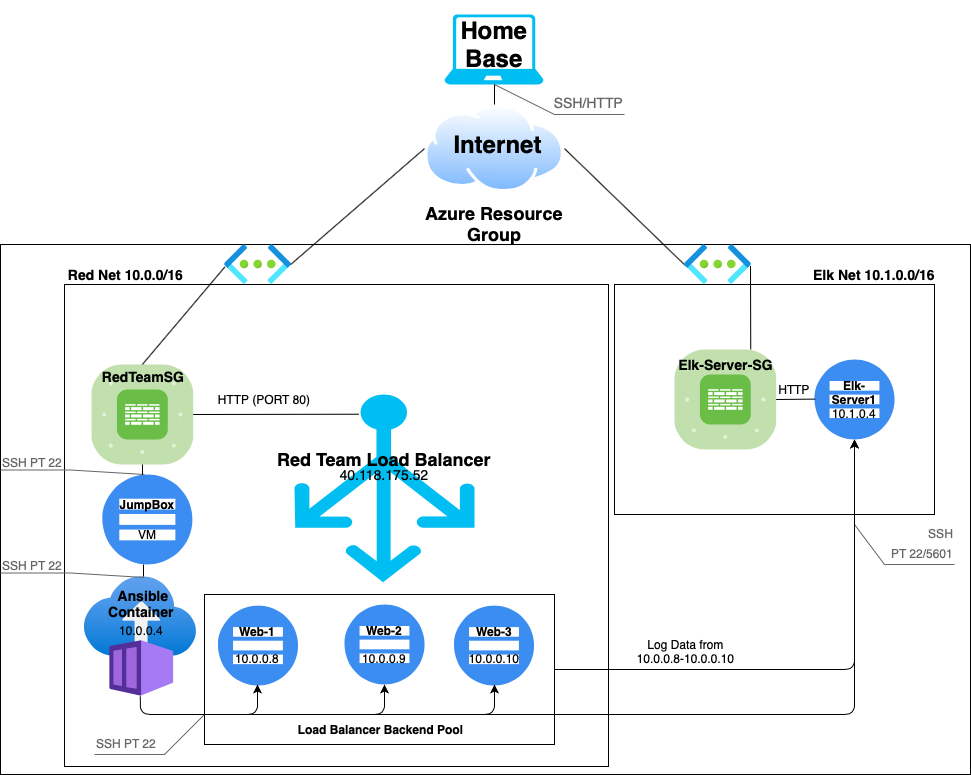 Home
Base
SSH/HTTP
Internet
Azure Resource
Group
Red Net 10.0.0/16
Elk Net 10.1.0.0/16
RedTeamSG
HTTP (PORT 80)
Elk-Server-SG
HTTP
Elk-
Server1
10.1.0.4
Red Team Load Balancer
40.118.175.52
SSH PT 22
JumpBox
VM
SSH
PT 22/5601
SSH PT 22
Ansible
Container
10.0.0.4
Web-1
10.0.0.8
Web-2
10.0.0.9
Web-3
10.0.0.10
Log Data from
10.0.0.8-10.0.0.10
Load Balancer Backend Pool
SSH PT 22